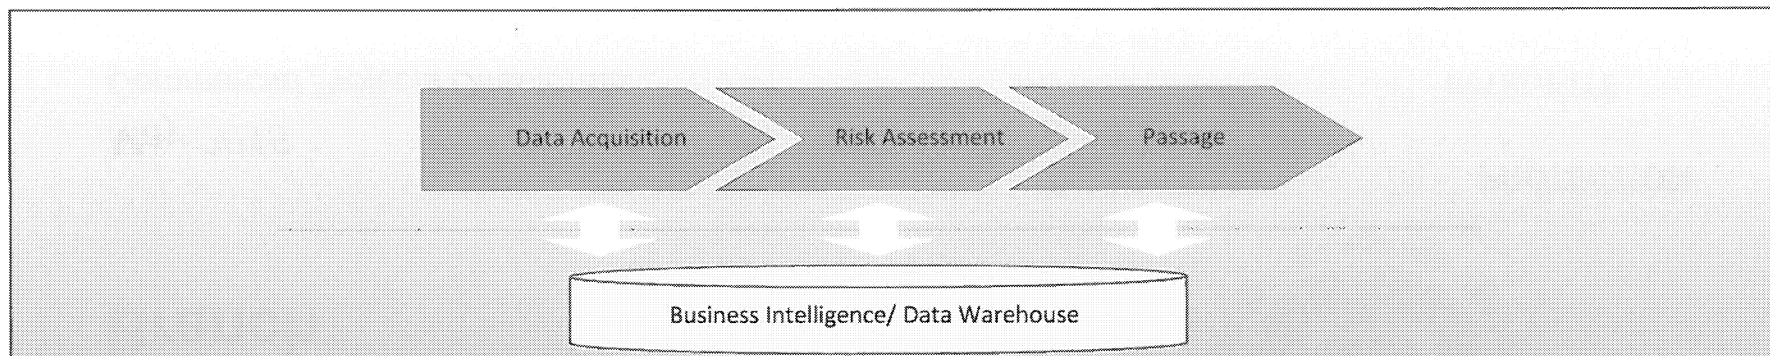 Data Acquisition
Risk Assessment
Passage
Business Intelligence/ Data Warehouse